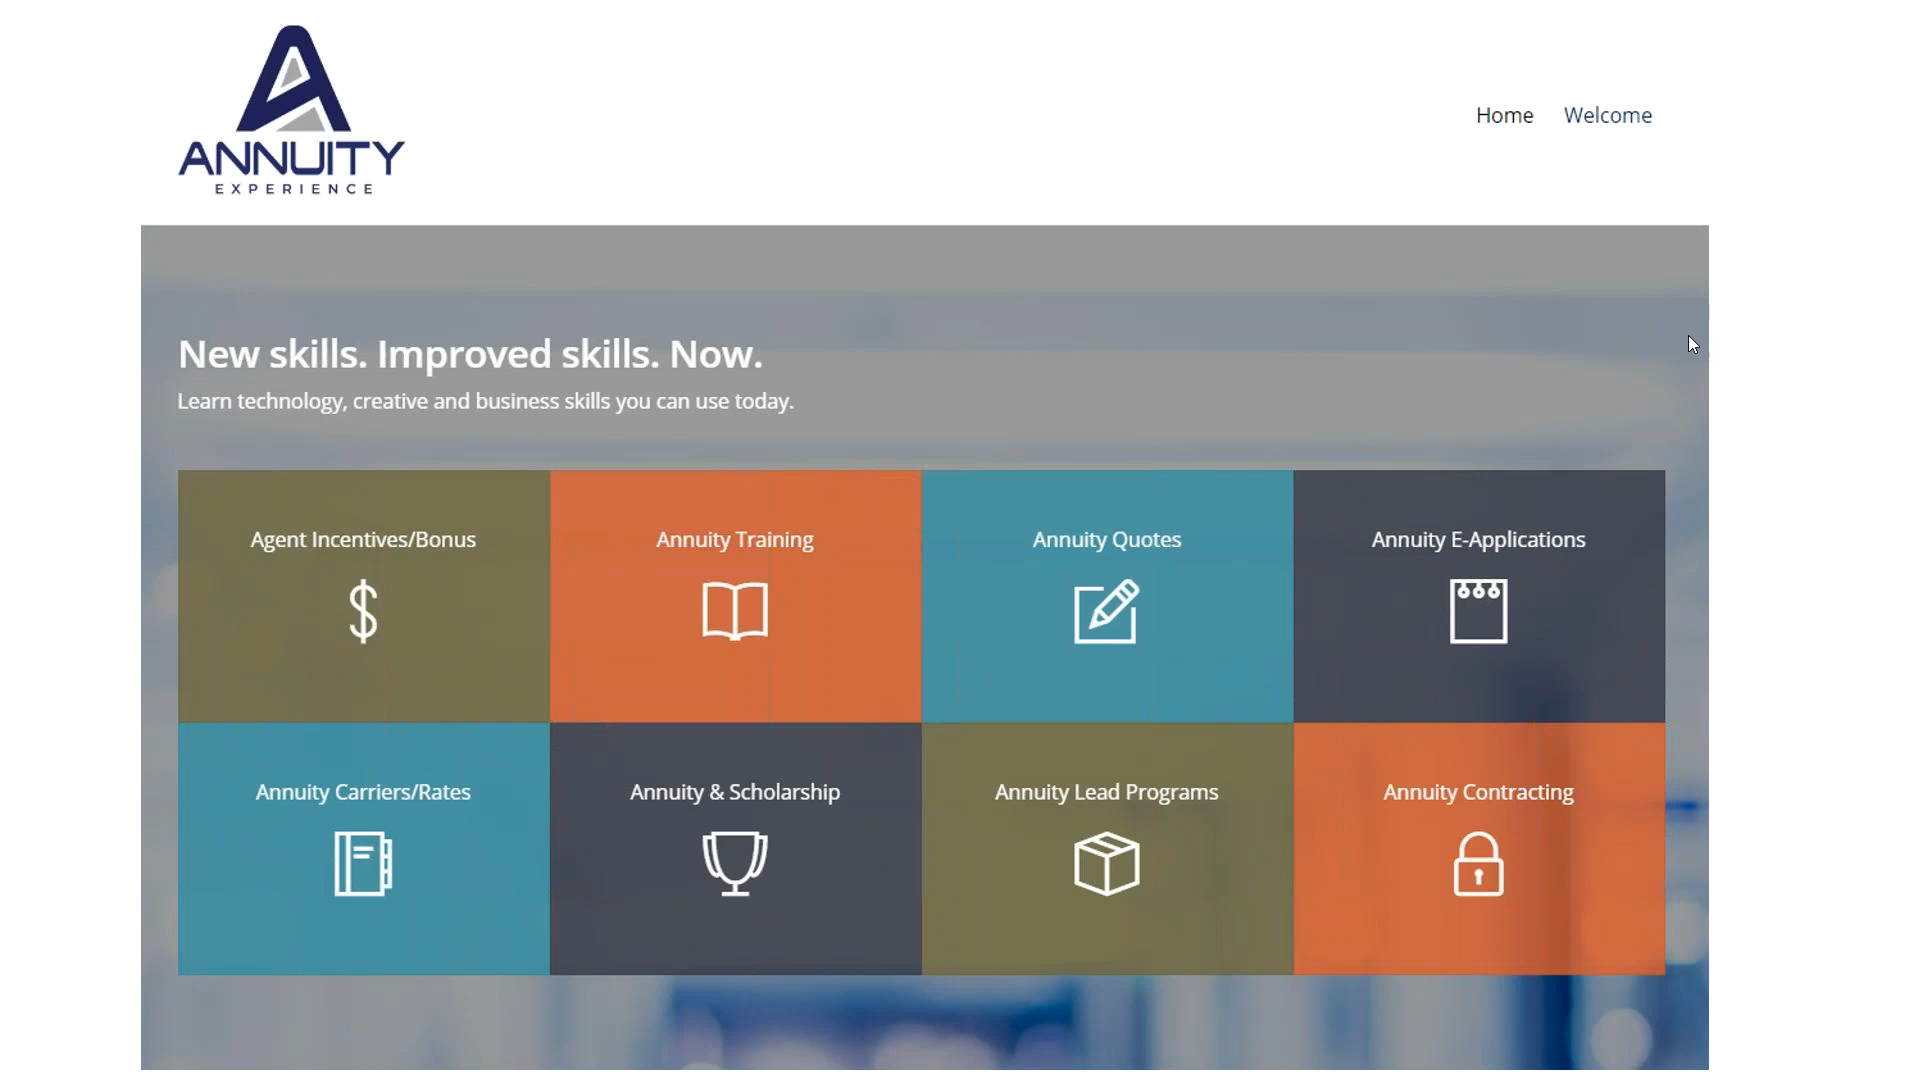 ANNUITY
EXPERIENCE
Home Welcome
New skills. Improved skills. Now.
Learn technology, creative and business skills you can use today.
Agent Incentives/Bonus
Annuity Training
Annuity Quotes
Annuity E-Applications
Annuity Carriers/Rates
Annuity & Scholarship
Annuity Lead Programs
Annuity Contracting